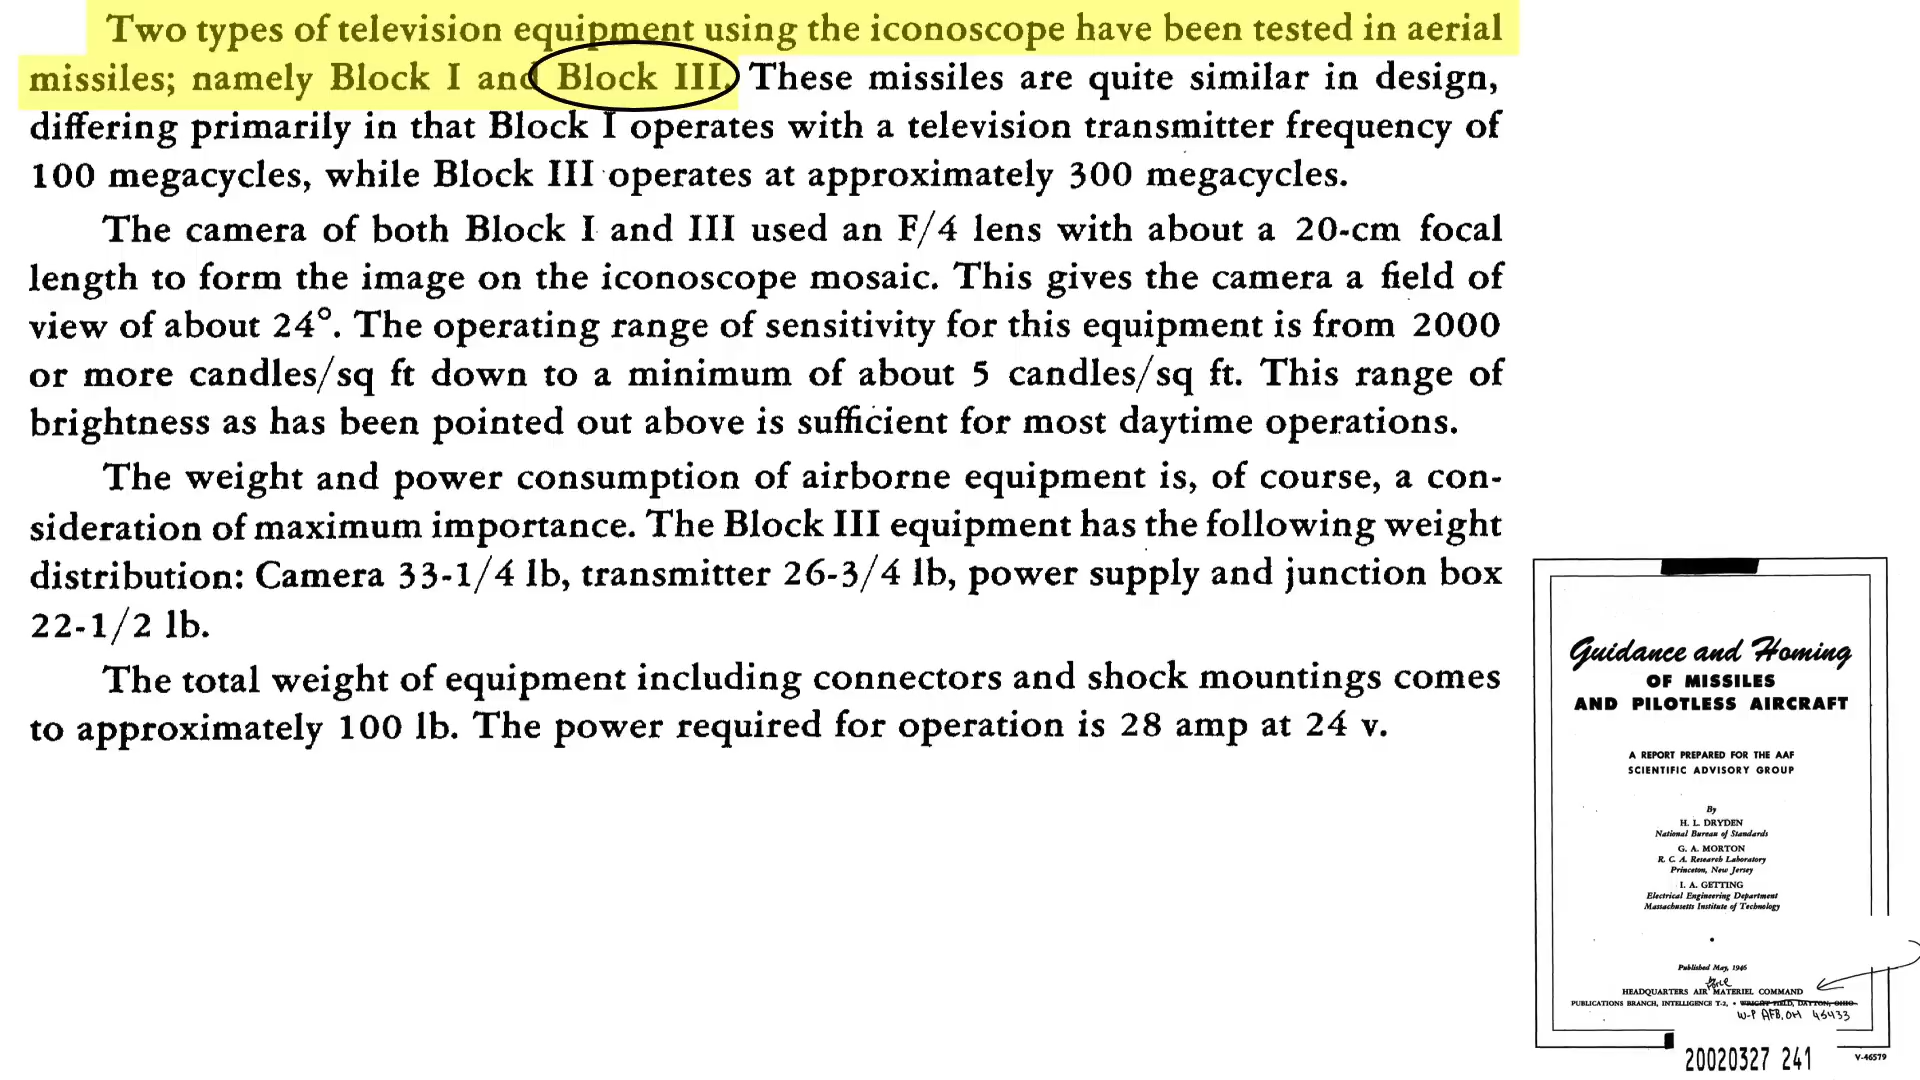 Two types of television equipment using the iconoscope have been tested in aerial
missiles; namely Block I and Block III. These missiles are quite similar in design,
differing primarily in that Block I operates with a television transmitter frequency of
100 megacycles, while Block III operates at approximately 300 megacycles.
The camera of both Block I and III used an F/4 lens with about a 20-cm focal
length to form the image on the iconoscope mosaic. This gives the camera a field of
view of about 24°. The operating range of sensitivity for this equipment is from 2000
or more candles/sq ft down to a minimum of about 5 candles/sq ft. This range of
brightness as has been pointed out above is sufficient for most daytime operations.
The weight and power consumption of airborne equipment is, of course, a con-
sideration of maximum importance. The Block III equipment has the following weight
distribution: Camera 33-1/4 lb, transmitter 26-3/4 lb, power supply and junction box
22-1/2 lb.
The total weight of equipment including connectors and shock mountings comes
to approximately 100 lb. The power required for operation is 28 amp at 24 v.
Guidance and Homing
OF MISSILES
AND PILOTLESS AIRCRAFT
A REPORT PREPARED FOR THE AAF
SCIENTIFIC ADVISORY GROUP
By
H. L. DRYDEN
National Bureau of Standards
G. A. MORTON
R. C. A. Research Laboratory
Princeton, New Jersey
I. A. GETTING
Electrical Engineering Department
Massachusetts Institute of Technology
Published May, 1946
Force
HEADQUARTERS AIR MATERIEL COMMAND
PUBLICATIONS BRANCH, INTELLIGENCE T-2, • WRIGHT FIELD, DAYTON, OHIO
W-P AFB, OH 45433
20020327 241
V-46579